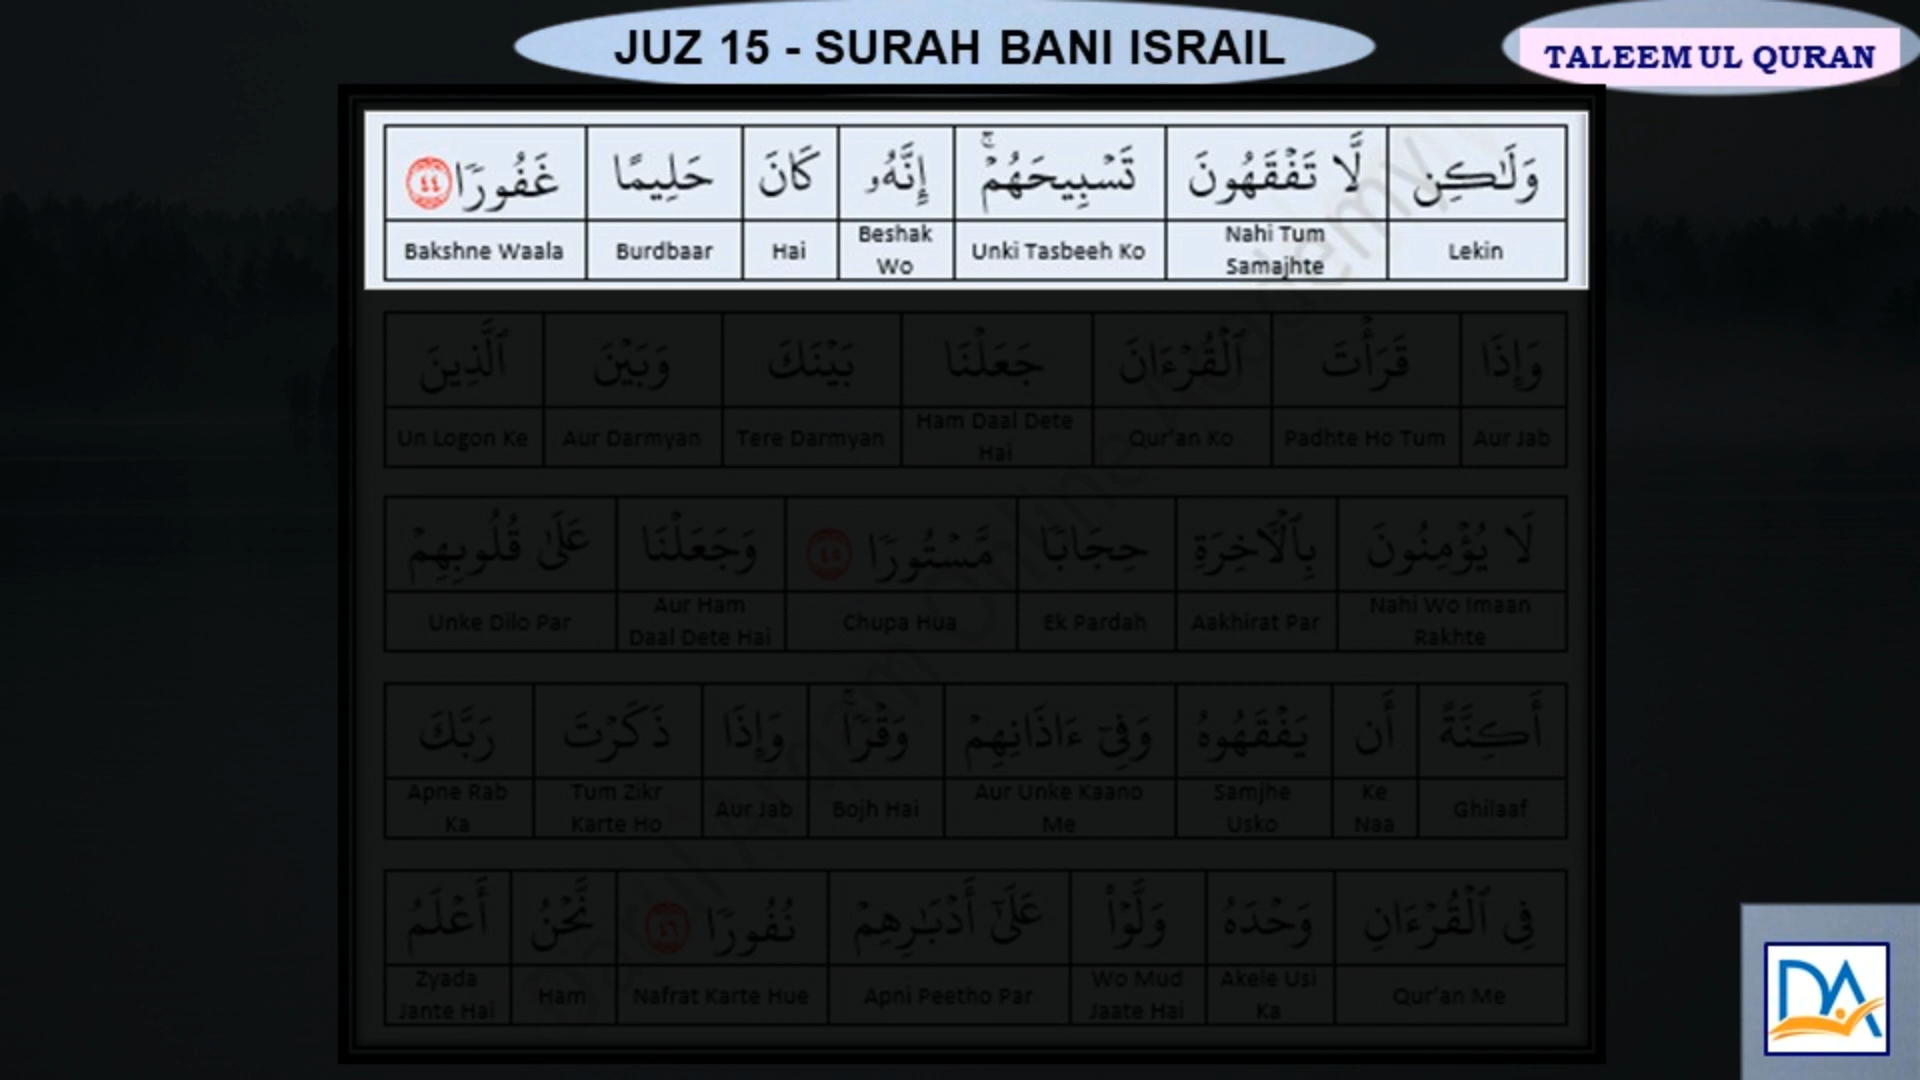 JUZ 15 - SURAH BANI ISRAIL
TALEEM UL QURAN
وَلَـٰكِن لَّا تَفْقَهُونَ تَسْبِيحَهُمْ ۚ إِنَّهُۥ كَانَ حَلِيمًا غَفُورًا ٤٤
Lekin Nahi Tum Samajhte Unki Tasbeeh Ko Beshak Wo Hai Burdbaar Bakshne Waala
وَإِذَا قَرَأْتَ ٱلْقُرْءَانَ جَعَلْنَا بَيْنَكَ وَبَيْنَ ٱلَّذِينَ
Aur Jab Padhte Ho Tum Qur'an Ko Ham Daal Dete Hai Tere Darmyan Aur Darmyan Un Logon Ke
لَا يُؤْمِنُونَ بِٱلْـَٔاخِرَةِ حِجَابًا مَّسْتُورًا ٤٥ وَجَعَلْنَا عَلَىٰ قُلُوبِهِمْ
Nahi Wo Imaan Rakhte Aakhirat Par Ek Pardah Chupa Hua Aur Ham Daal Dete Hai Unke Dilo Par
أَكِنَّةً أَن يَفْقَهُوهُ وَفِىٓ ءَاذَانِهِمْ وَقْرًا ۚ وَإِذَا ذَكَرْتَ رَبَّكَ
Ghilaaf Ke Naa Samjhe Usko Aur Unke Kaano Me Bojh Hai Aur Jab Tum Zikr Karte Ho Apne Rab Ka
فِى ٱلْقُرْءَانِ وَحْدَهُۥ وَلَّوْا۟ عَلَىٰٓ أَدْبَـٰرِهِمْ نُفُورًا ٤٦ نَّحْنُ أَعْلَمُ
Qur'an Me Akele Usi Ka Wo Mud Jaate Hai Apni Peetho Par Nafrat Karte Hue Ham Zyada Jante Hai
DA